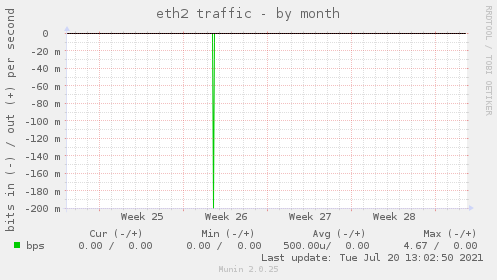 eth2 traffic - by month
RRDTOOL / TOBI OETIKER
bits in (-) / out (+) per second
0
-20 m
-40 m
-60 m
-80 m
-100 m
-120 m
-140 m
-160 m
-180 m
-200 m
Week 25 Week 26 Week 27 Week 28
Cur (-/+) Min (-/+) Avg (-/+) Max (-/+)
bps 0.00 / 0.00 0.00 / 0.00 500.00u/ 0.00 4.67 / 0.00
Last update: Tue Jul 20 13:02:50 2021
Munin 2.0.25